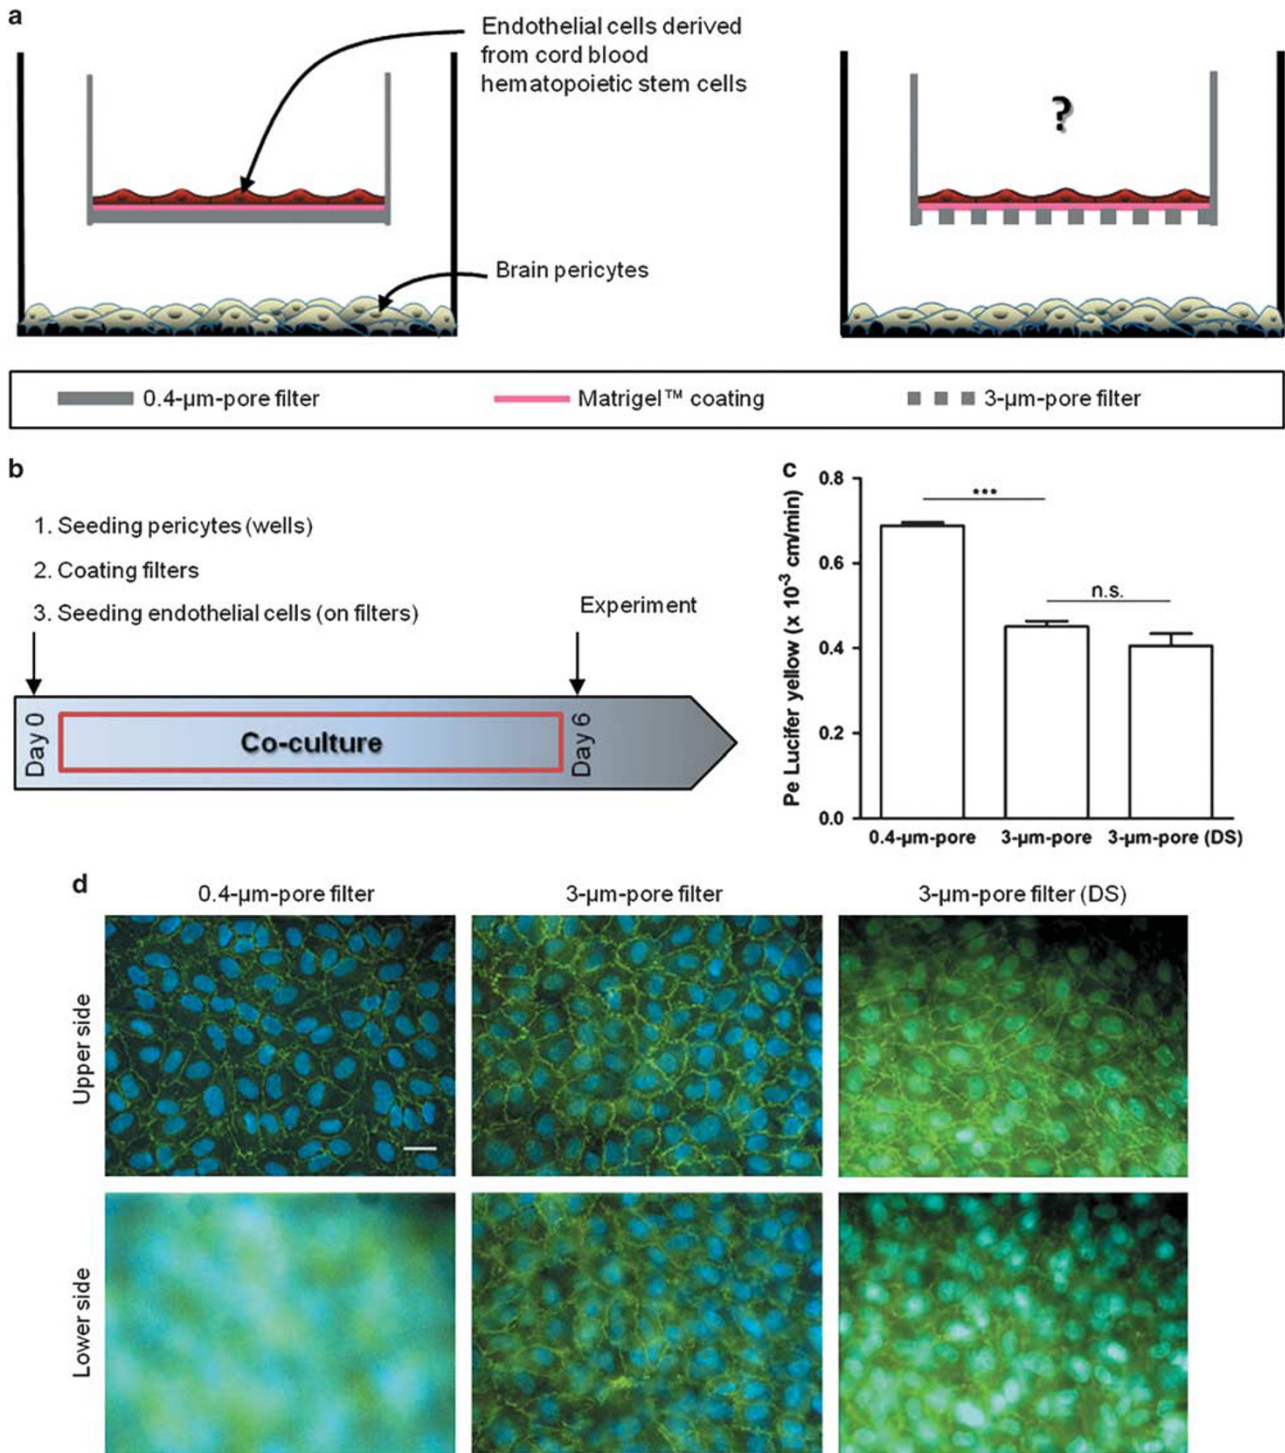 a
Endothelial cells derived
from cord blood
hematopoietic stem cells
?
Brain pericytes
0.4-µm-pore filter
Matrigel™ coating
3-µm-pore filter
b
1. Seeding pericytes (wells)
2. Coating filters
3. Seeding endothelial cells (on filters)
Experiment
Day 0
Co-culture
Day 6
c
Pe Lucifer yellow (x 10⁻³ cm/min)
0.8
0.6
0.4
0.2
0.0
***
n.s.
0.4-µm-pore
3-µm-pore
3-µm-pore (DS)
d
0.4-µm-pore filter
3-µm-pore filter
3-µm-pore filter (DS)
Upper side
Lower side